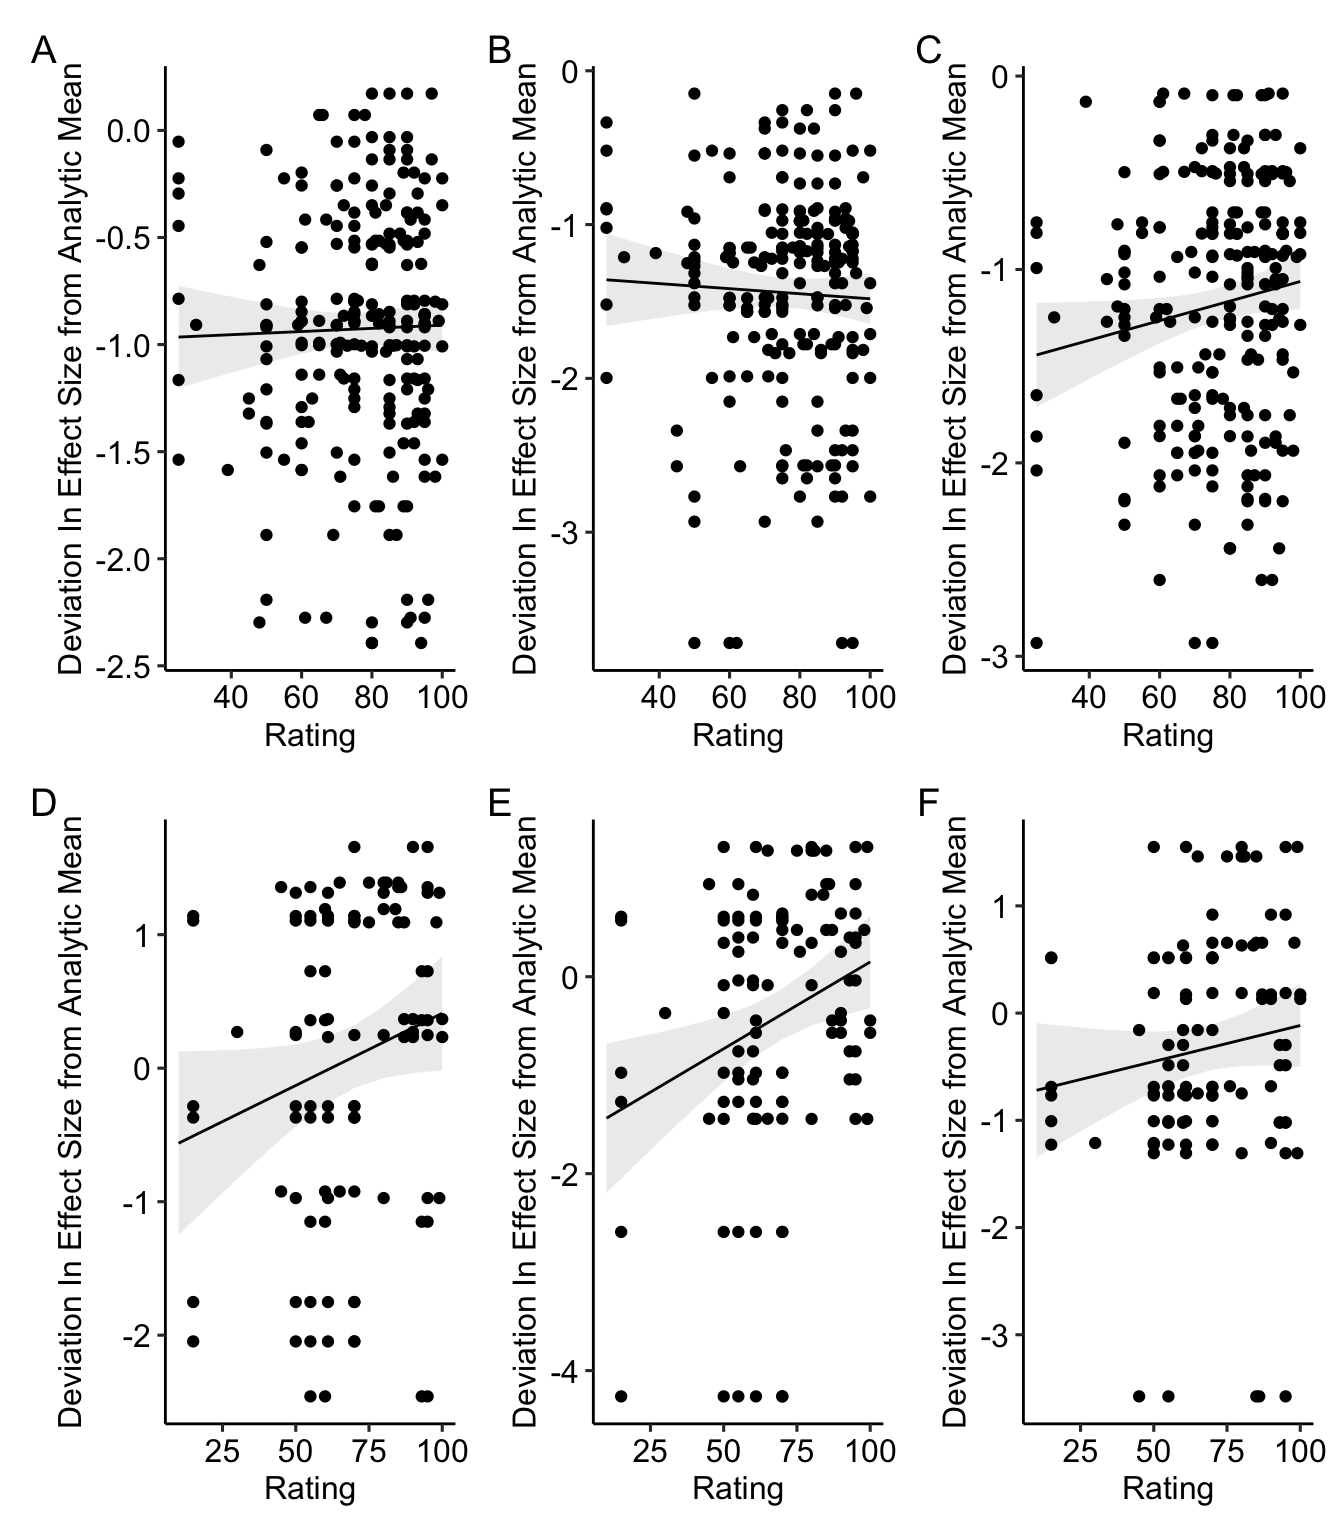 A
Deviation In Effect Size from Analytic Mean
0.0
-0.5
-1.0
-1.5
-2.0
-2.5
40 60 80 100
Rating
B
Deviation In Effect Size from Analytic Mean
0
-1
-2
-3
40 60 80 100
Rating
C
Deviation In Effect Size from Analytic Mean
0
-1
-2
-3
40 60 80 100
Rating
D
Deviation In Effect Size from Analytic Mean
1
0
-1
-2
25 50 75 100
Rating
E
Deviation In Effect Size from Analytic Mean
0
-2
-4
25 50 75 100
Rating
F
Deviation In Effect Size from Analytic Mean
1
0
-1
-2
-3
25 50 75 100
Rating